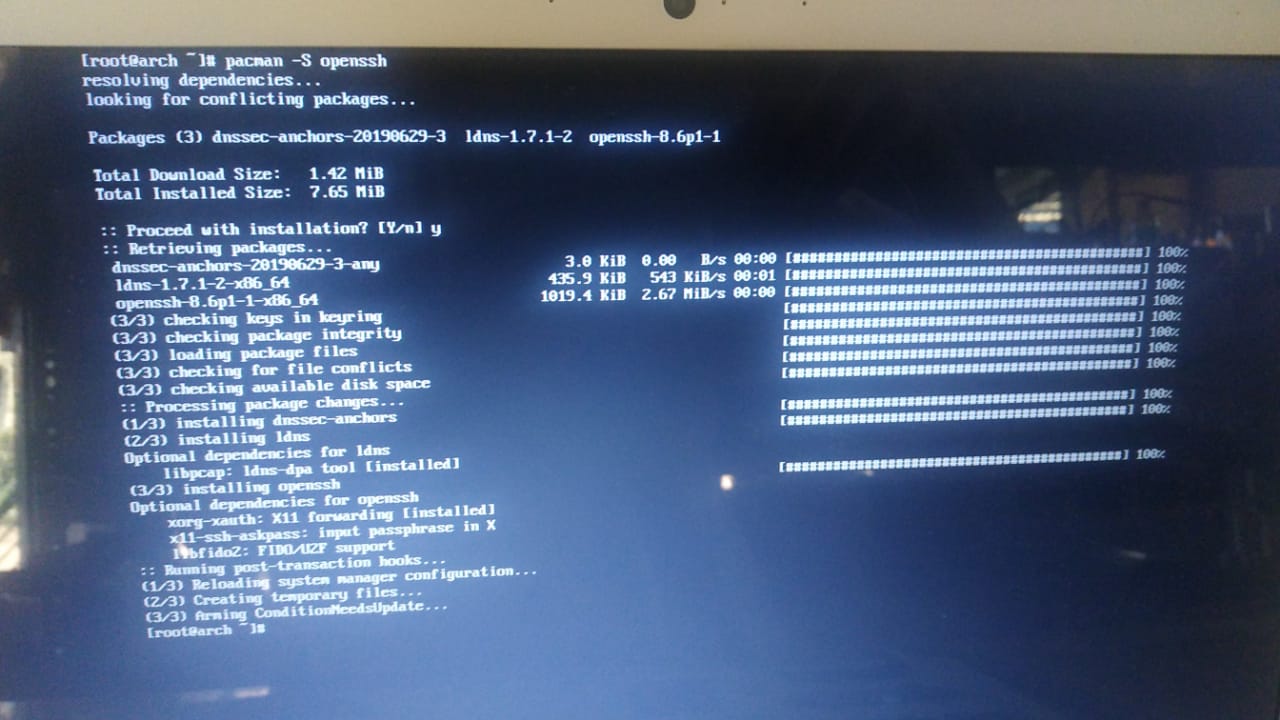 [root@arch ~]# pacman -S openssh
resolving dependencies...
looking for conflicting packages...
Packages (3) dnssec-anchors-20190629-3  ldns-1.7.1-2  openssh-8.6p1-1
Total Download Size:   1.42 MiB
Total Installed Size:  7.65 MiB
:: Proceed with installation? [Y/n] y
:: Retrieving packages...
dnssec-anchors-20190629-3-any 3.0 KiB 0.00 B/s 00:00 [############################################] 100%
ldns-1.7.1-2-x86_64 435.9 KiB 543 KiB/s 00:01 [############################################] 100%
openssh-8.6p1-1-x86_64 1019.4 KiB 2.67 MiB/s 00:00 [############################################] 100%
(3/3) checking keys in keyring [############################################] 100%
(3/3) checking package integrity [############################################] 100%
(3/3) loading package files [############################################] 100%
(3/3) checking for file conflicts [############################################] 100%
(3/3) checking available disk space [############################################] 100%
:: Processing package changes...
(1/3) installing dnssec-anchors [############################################] 100%
(2/3) installing ldns [############################################] 100%
Optional dependencies for ldns
libpcap: ldns-dpa tool [installed]
(3/3) installing openssh [############################################] 100%
Optional dependencies for openssh
xorg-xauth: X11 forwarding [installed]
x11-ssh-askpass: input passphrase in X
libfido2: FIDO/U2F support
:: Running post-transaction hooks...
(1/3) Reloading system manager configuration...
(2/3) Creating temporary files...
(3/3) Arming ConditionNeedsUpdate...
[root@arch ~]#